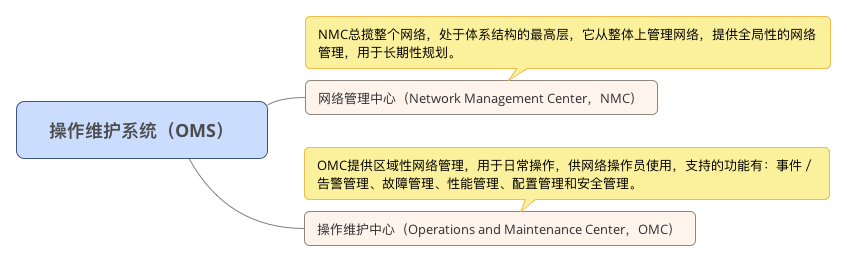 NMC总揽整个网络，处于体系结构的最高层，它从整体上管理网络，提供全局性的网络
管理，用于长期性规划。
网络管理中心（Network Management Center，NMC）
操作维护系统（OMS）
OMC提供区域性网络管理，用于日常操作，供网络操作员使用，支持的功能有：事件 /
告警管理、故障管理、性能管理、配置管理和安全管理。
操作维护中心（Operations and Maintenance Center，OMC）